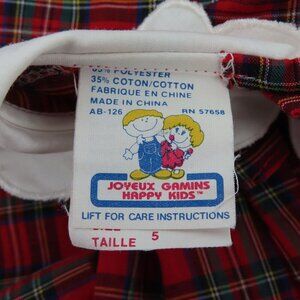 65% POLYESTER
35% COTON/COTTON
FABRIQUE EN CHINE
MADE IN CHINA
AB-126 RN 57658
JOYEUX GAMINS
HAPPY KIDS™
LIFT FOR CARE INSTRUCTIONS
SIZE
TAILLE 5